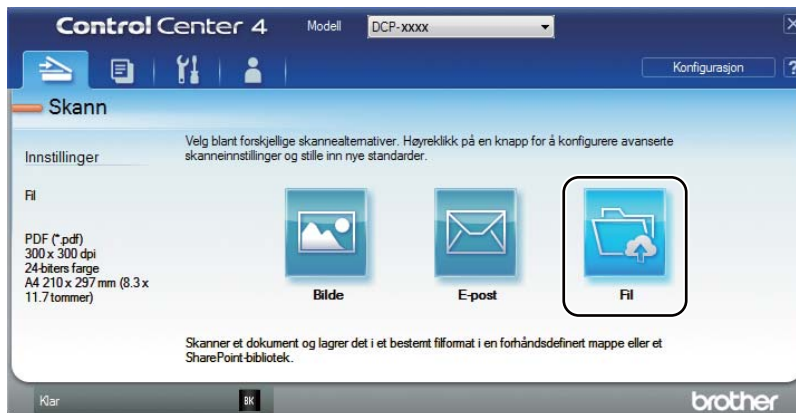 Control Center 4
Modell
DCP-xxxx
X
Konfigurasjon
?
Skann
Innstillinger
Fil
PDF (*.pdf)
300 x 300 dpi
24-biters farge
A4 210 x 297 mm (8.3 x
11.7 tommer)
Velg blant forskjellige skannealternativer. Høyreklikk på en knapp for å konfigurere avanserte
skanneinnstillinger og stille inn nye standarder.
Bilde
E-post
Fil
Skanner et dokument og lagrer det i et bestemt filformat i en forhåndsdefinert mappe eller et
SharePoint-bibliotek.
Klar
BK
brother